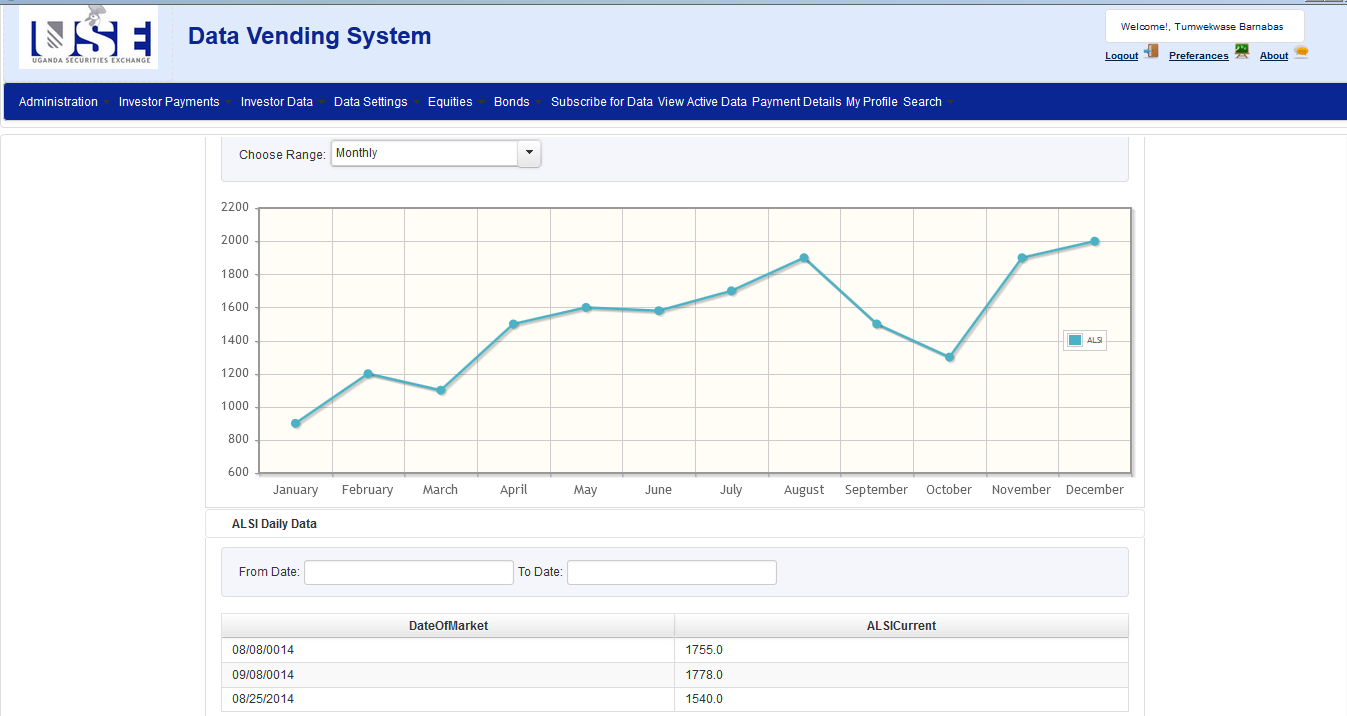 USE
UGANDA SECURITIES EXCHANGE
Data Vending System
Welcome!, Tumwekwase Barnabas
Logout Preferances About
Administration Investor Payments Investor Data Data Settings Equities Bonds Subscribe for Data View Active Data Payment Details My Profile Search
Choose Range: Monthly
2200
2000
1800
1600
1400
1200
1000
800
600
ALSI
January February March April May June July August September October November December
ALSI Daily Data
From Date: To Date:
DateOfMarket ALSICurrent
08/08/0014 1755.0
09/08/0014 1778.0
08/25/2014 1540.0